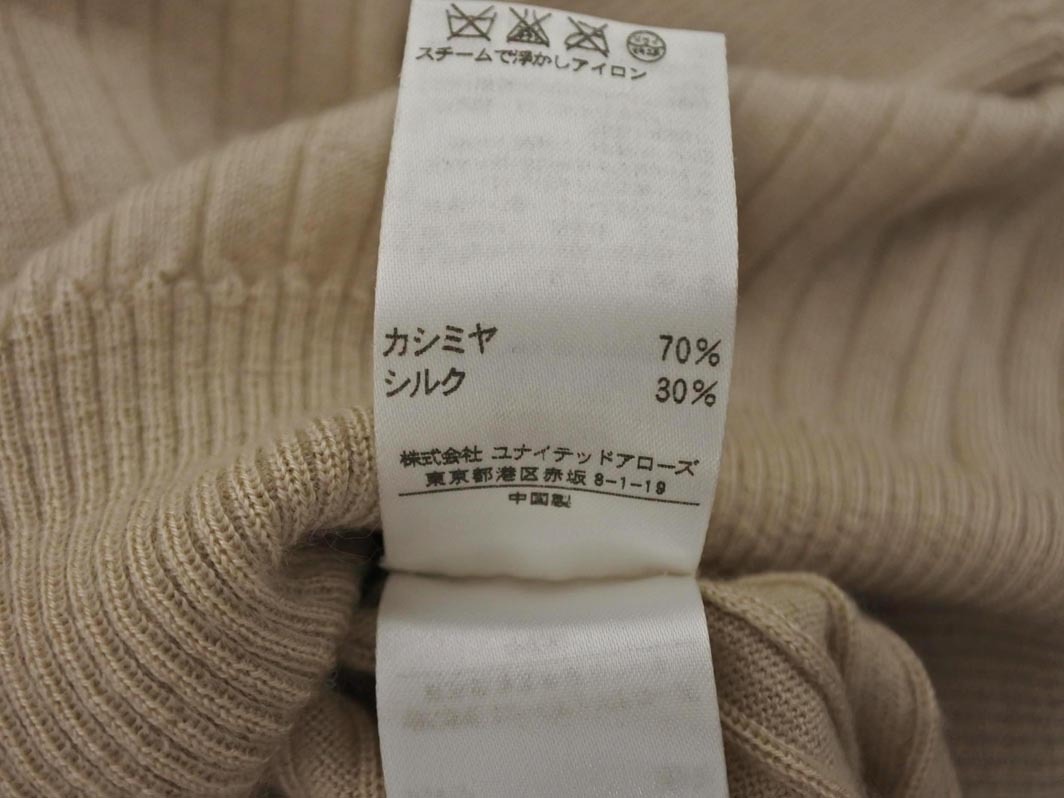 スチームで浮かしアイロン
カシミヤ 70%
シルク 30%
株式会社 ユナイテッドアローズ
東京都港区赤坂 8-1-19
中国製